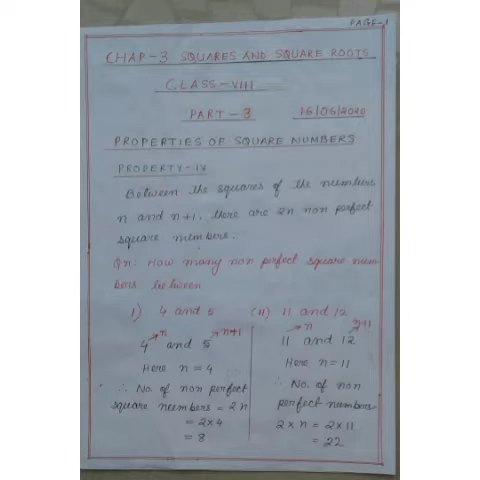 PAGE-1
CHAP-3 SQUARES AND SQUARE ROOTS
CLASS-VIII
PART-3 16/06/2020
PROPERTIES OF SQUARE NUMBERS
PROPERTY-IV
Between the squares of the numbers
n and n+1, there are 2n non perfect
square numbers.
Qn: How many non perfect square num
bers between
i) 4 and 5 (ii) 11 and 12
n n+1 n n+1
4 and 5 11 and 12
Here n = 4 Here n = 11
∴ No. of non perfect ∴ No. of non
square numbers = 2n perfect numbers
= 2×4 2×n = 2×11
= 8 = 22